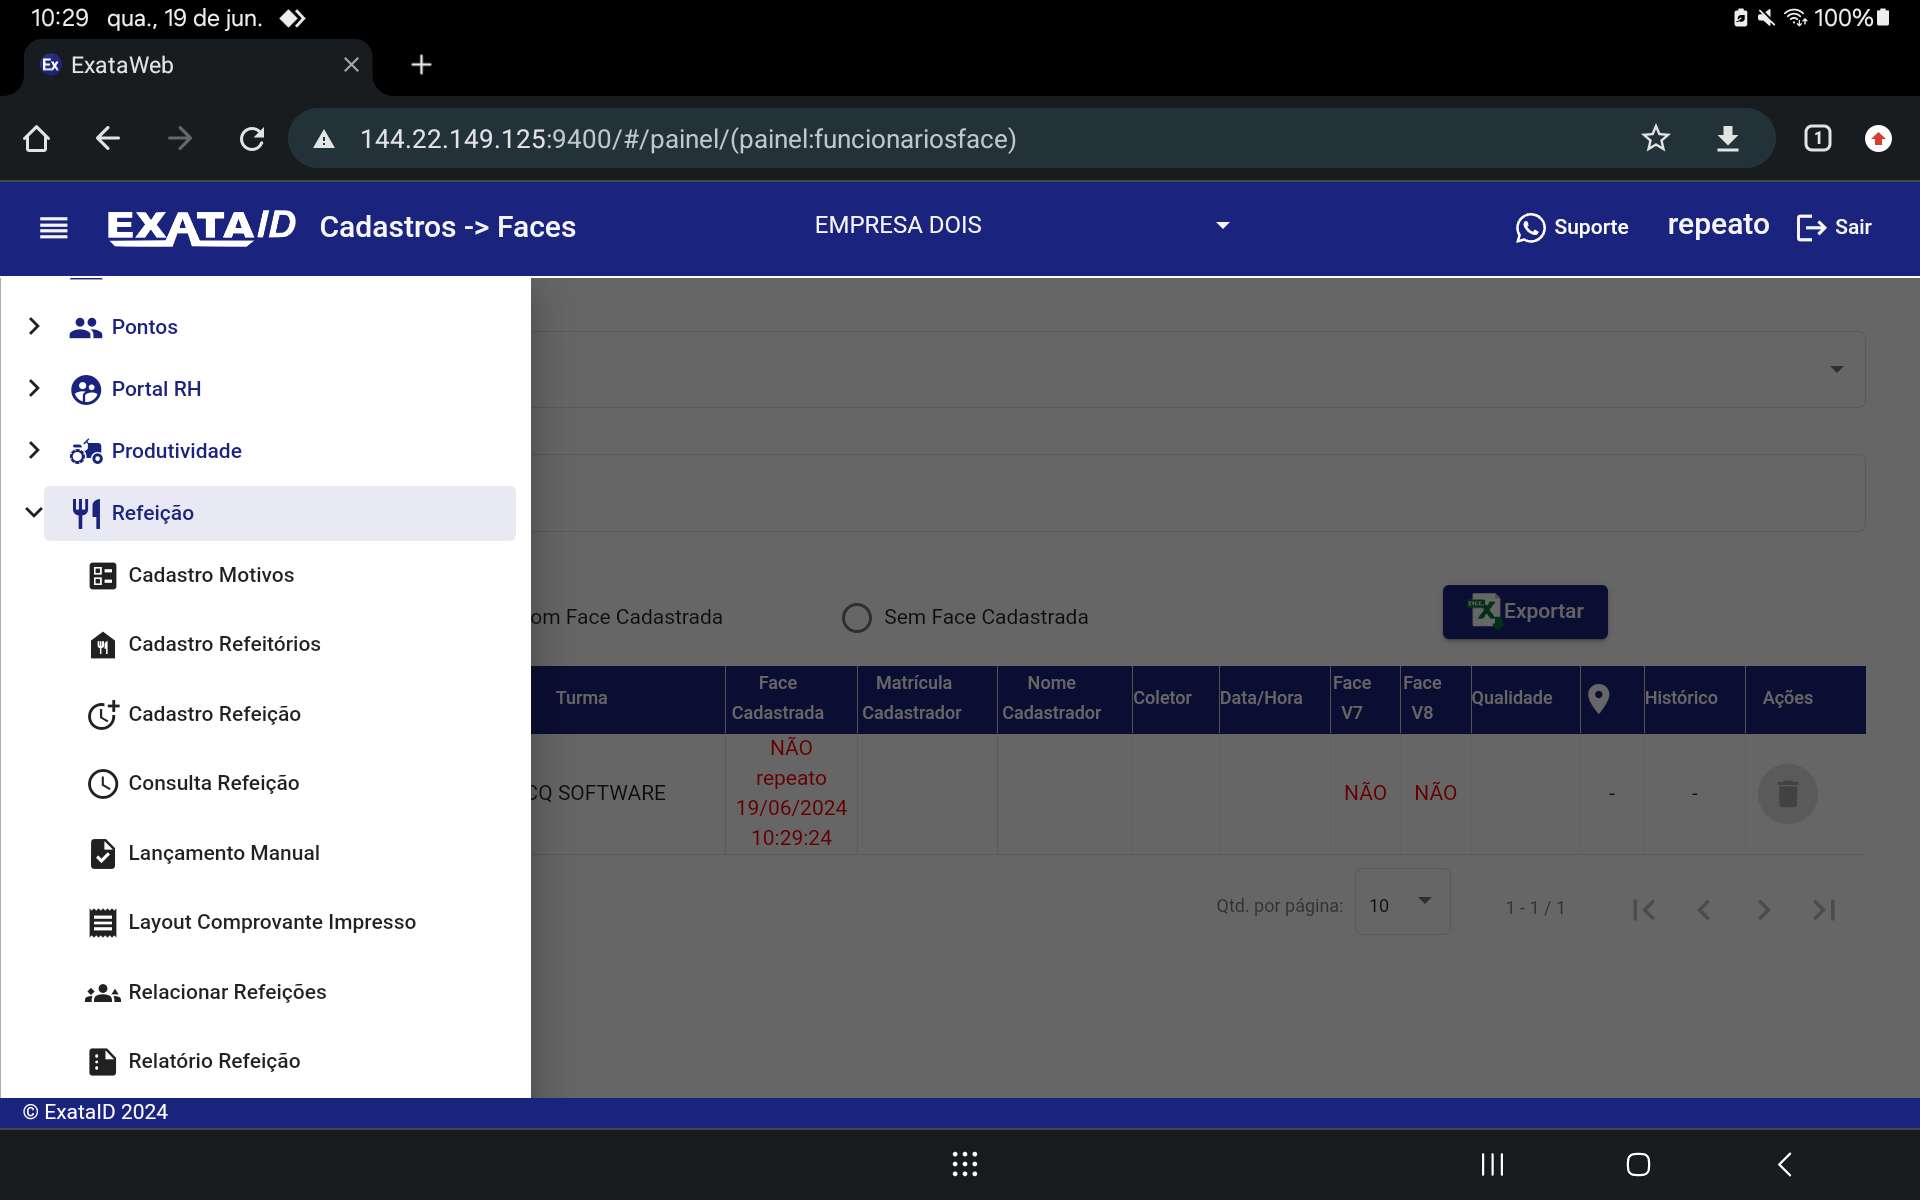 10:29 qua., 19 de jun. 100%
Ex ExataWeb
144.22.149.125:9400/#/painel/(painel:funcionariosface) 1
EXATAID Cadastros -> Faces EMPRESA DOIS Suporte repeato Sair
Pontos
Portal RH
Produtividade
Refeição
Cadastro Motivos
Cadastro Refeitórios
Cadastro Refeição
Consulta Refeição
Lançamento Manual
Layout Comprovante Impresso
Relacionar Refeições
Relatório Refeição
om Face Cadastrada Sem Face Cadastrada Exportar
Turma Face Cadastrada Matrícula Cadastrador Nome Cadastrador Coletor Data/Hora Face V7 Face V8 Qualidade Histórico Ações
CQ SOFTWARE NÃO NÃO NÃO - -
repeato
19/06/2024
10:29:24
Qtd. por página: 10 1 - 1 / 1
© ExataID 2024